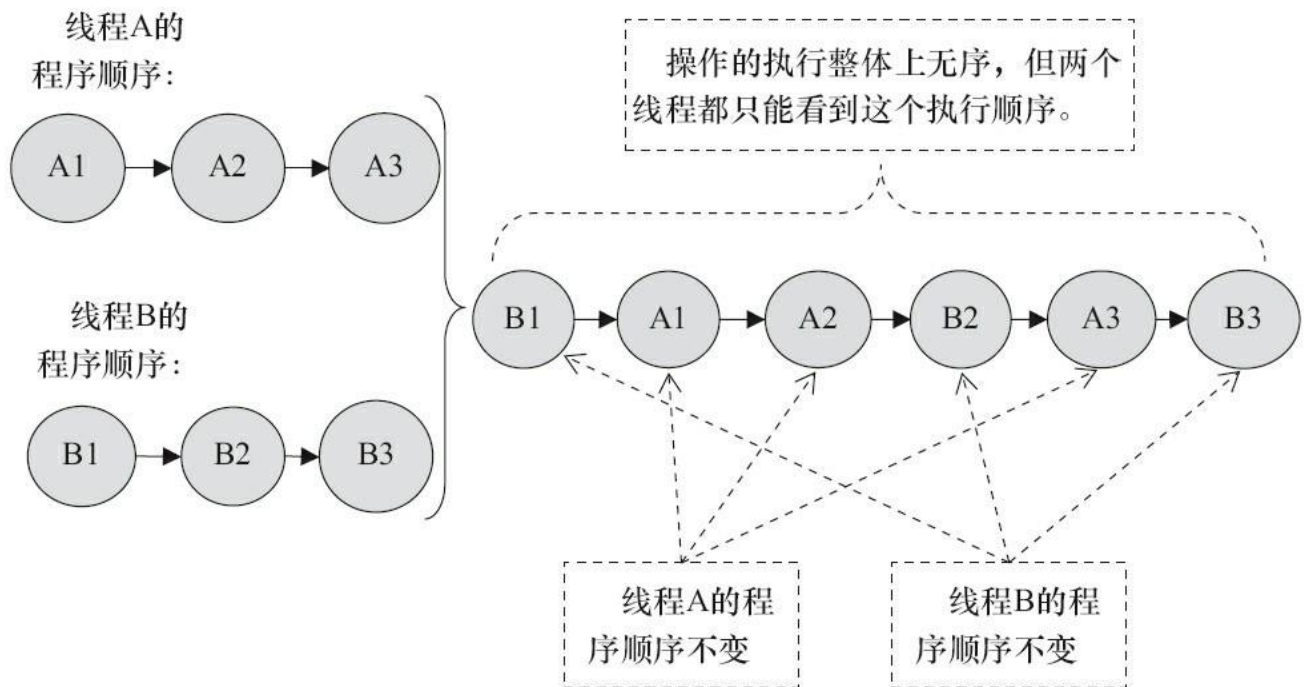 线程A的
程序顺序:
A1
A2
A3
线程B的
程序顺序:
B1
B2
B3
操作的执行整体上无序，但两个
线程都只能看到这个执行顺序。
B1
A1
A2
B2
A3
B3
线程A的程
序顺序不变
线程B的程
序顺序不变